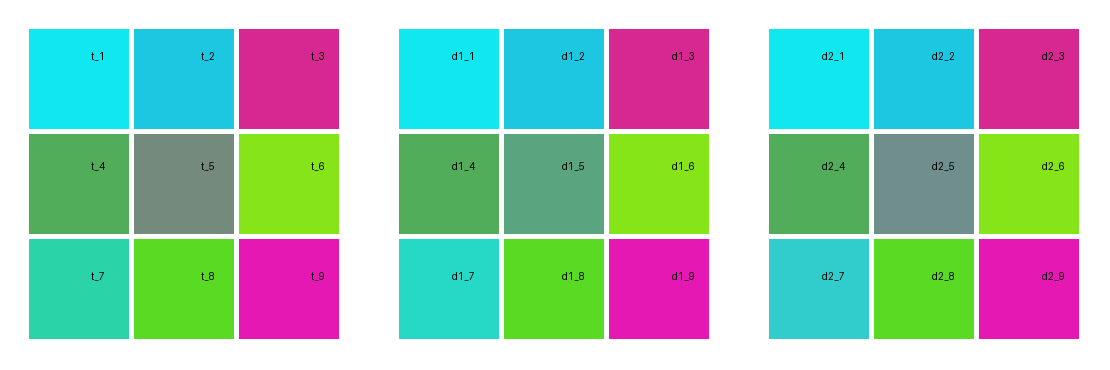 t_1 t_2 t_3 d1_1 d1_2 d1_3 d2_1 d2_2 d2_3
t_4 t_5 t_6 d1_4 d1_5 d1_6 d2_4 d2_5 d2_6
t_7 t_8 t_9 d1_7 d1_8 d1_9 d2_7 d2_8 d2_9